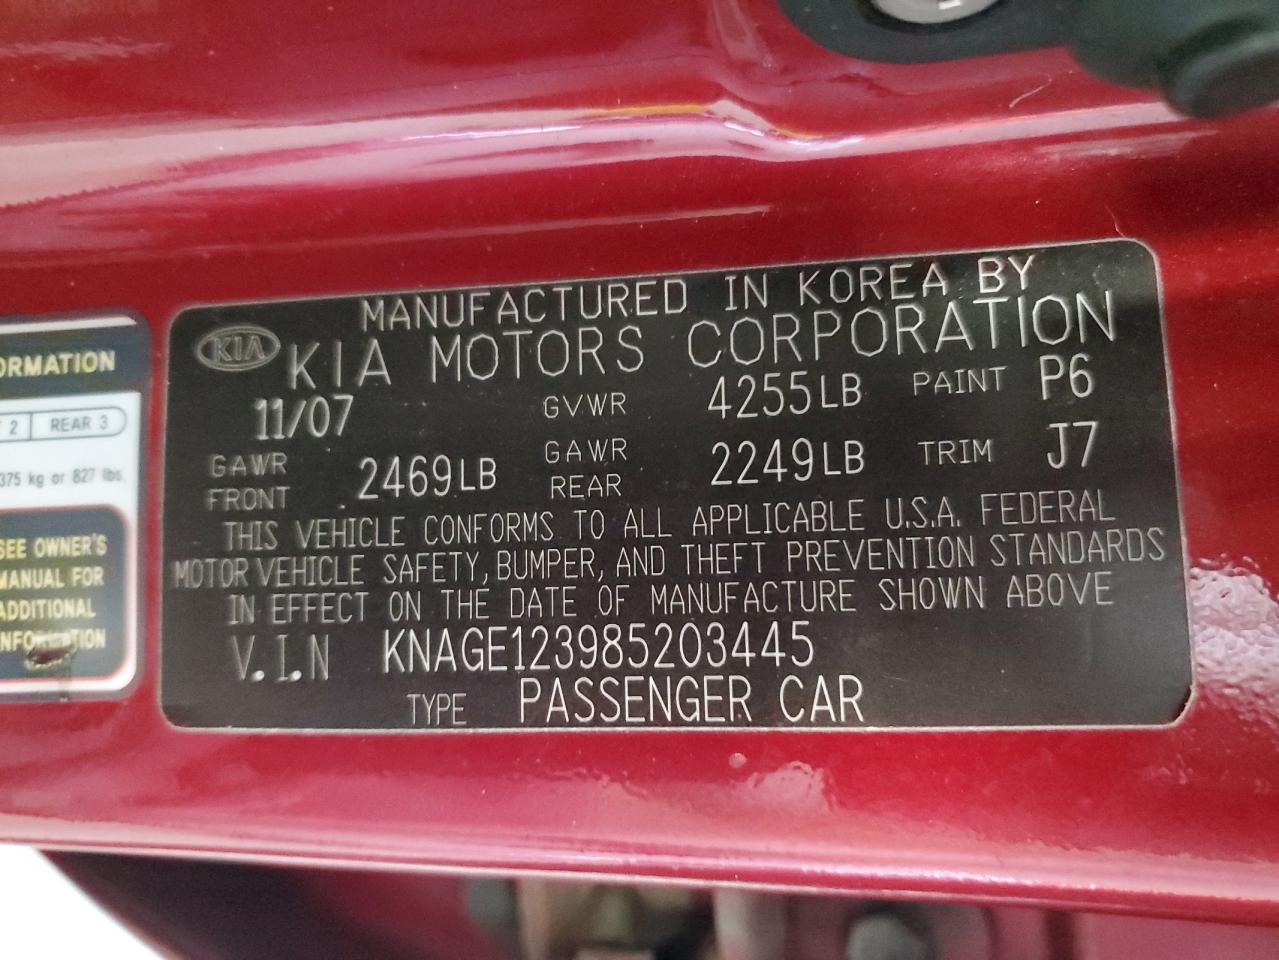 MANUFACTURED IN KOREA BY
KIA
KIA MOTORS CORPORATION
11/07 GVWR 4255LB PAINT P6
GAWR FRONT 2469LB GAWR REAR 2249LB TRIM J7
THIS VEHICLE CONFORMS TO ALL APPLICABLE U.S.A. FEDERAL
MOTOR VEHICLE SAFETY, BUMPER, AND THEFT PREVENTION STANDARDS
IN EFFECT ON THE DATE OF MANUFACTURE SHOWN ABOVE
V.I.N KNAGE123985203445
TYPE PASSENGER CAR
ORMATION
2 REAR 3
375 kg or 827 lbs.
SEE OWNER'S
MANUAL FOR
ADDITIONAL